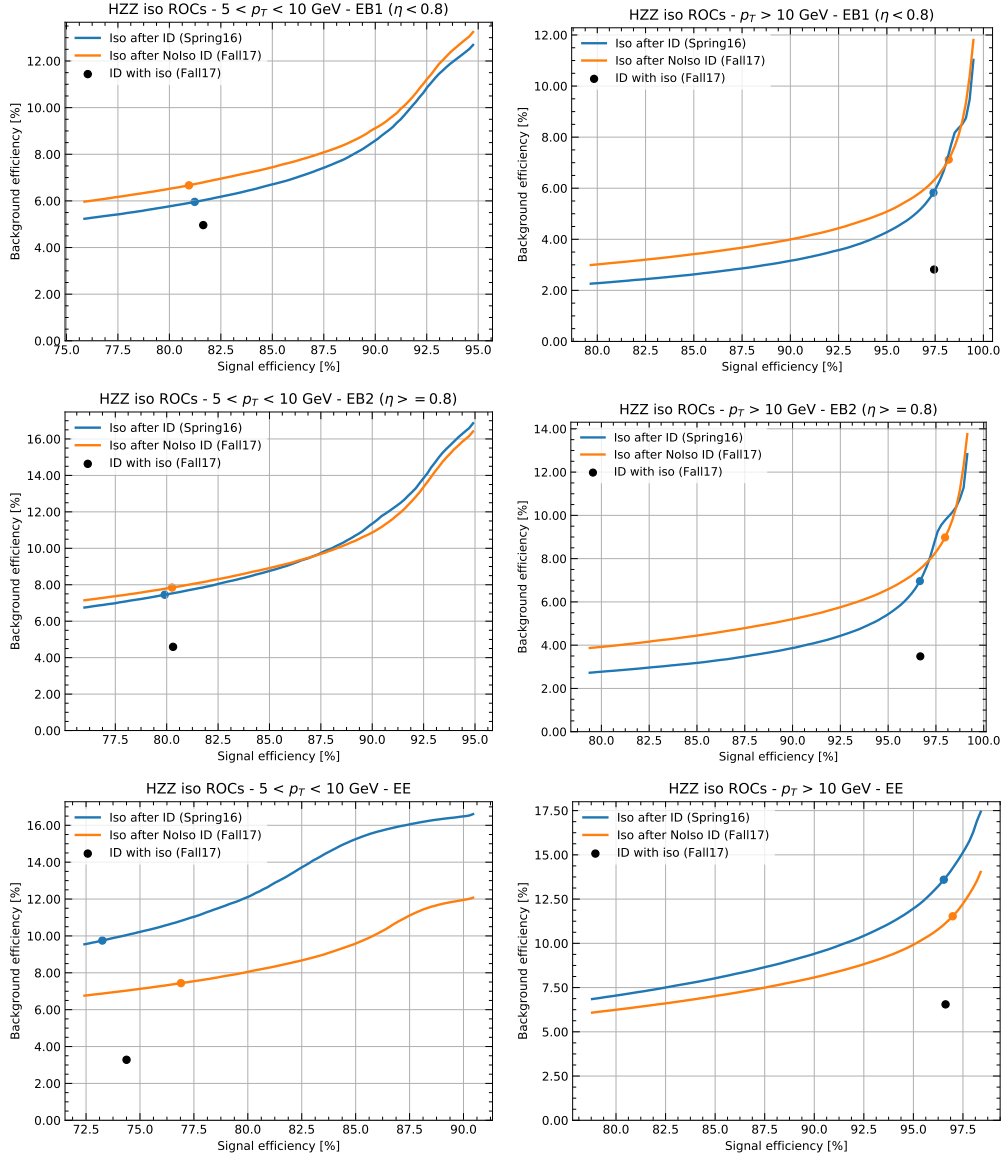 HZZ iso ROCs - 5 < pT < 10 GeV - EB1 (η < 0.8)
Iso after ID (Spring16)
Iso after NoIso ID (Fall17)
ID with iso (Fall17)
Background efficiency [%]
12.00
10.00
8.00
6.00
4.00
2.00
0.00
75.0 77.5 80.0 82.5 85.0 87.5 90.0 92.5 95.0
Signal efficiency [%]
HZZ iso ROCs - pT > 10 GeV - EB1 (η < 0.8)
Iso after ID (Spring16)
Iso after NoIso ID (Fall17)
ID with iso (Fall17)
Background efficiency [%]
12.00
10.00
8.00
6.00
4.00
2.00
0.00
80.0 82.5 85.0 87.5 90.0 92.5 95.0 97.5 100.0
Signal efficiency [%]
HZZ iso ROCs - 5 < pT < 10 GeV - EB2 (η >= 0.8)
Iso after ID (Spring16)
Iso after NoIso ID (Fall17)
ID with iso (Fall17)
Background efficiency [%]
16.00
14.00
12.00
10.00
8.00
6.00
4.00
2.00
0.00
77.5 80.0 82.5 85.0 87.5 90.0 92.5 95.0
Signal efficiency [%]
HZZ iso ROCs - pT > 10 GeV - EB2 (η >= 0.8)
Iso after ID (Spring16)
Iso after NoIso ID (Fall17)
ID with iso (Fall17)
Background efficiency [%]
14.00
12.00
10.00
8.00
6.00
4.00
2.00
0.00
80.0 82.5 85.0 87.5 90.0 92.5 95.0 97.5 100.0
Signal efficiency [%]
HZZ iso ROCs - 5 < pT < 10 GeV - EE
Iso after ID (Spring16)
Iso after NoIso ID (Fall17)
ID with iso (Fall17)
Background efficiency [%]
16.00
14.00
12.00
10.00
8.00
6.00
4.00
2.00
0.00
72.5 75.0 77.5 80.0 82.5 85.0 87.5 90.0
Signal efficiency [%]
HZZ iso ROCs - pT > 10 GeV - EE
Iso after ID (Spring16)
Iso after NoIso ID (Fall17)
ID with iso (Fall17)
Background efficiency [%]
17.50
15.00
12.50
10.00
7.50
5.00
2.50
0.00
80.0 82.5 85.0 87.5 90.0 92.5 95.0 97.5
Signal efficiency [%]